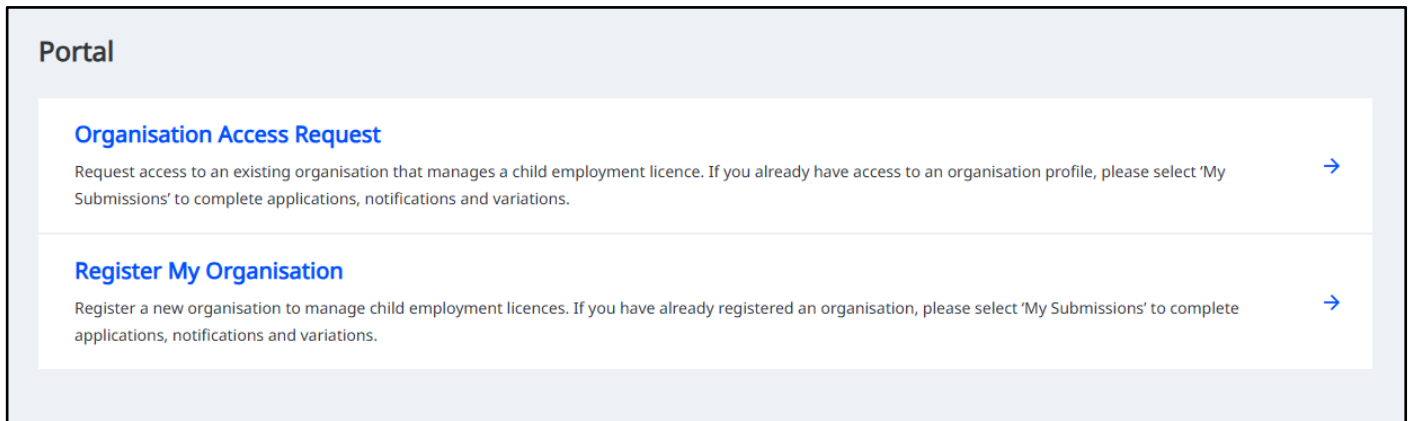 Portal
Organisation Access Request
Request access to an existing organisation that manages a child employment licence. If you already have access to an organisation profile, please select ‘My
Submissions’ to complete applications, notifications and variations.
Register My Organisation
Register a new organisation to manage child employment licences. If you have already registered an organisation, please select ‘My Submissions’ to complete
applications, notifications and variations.